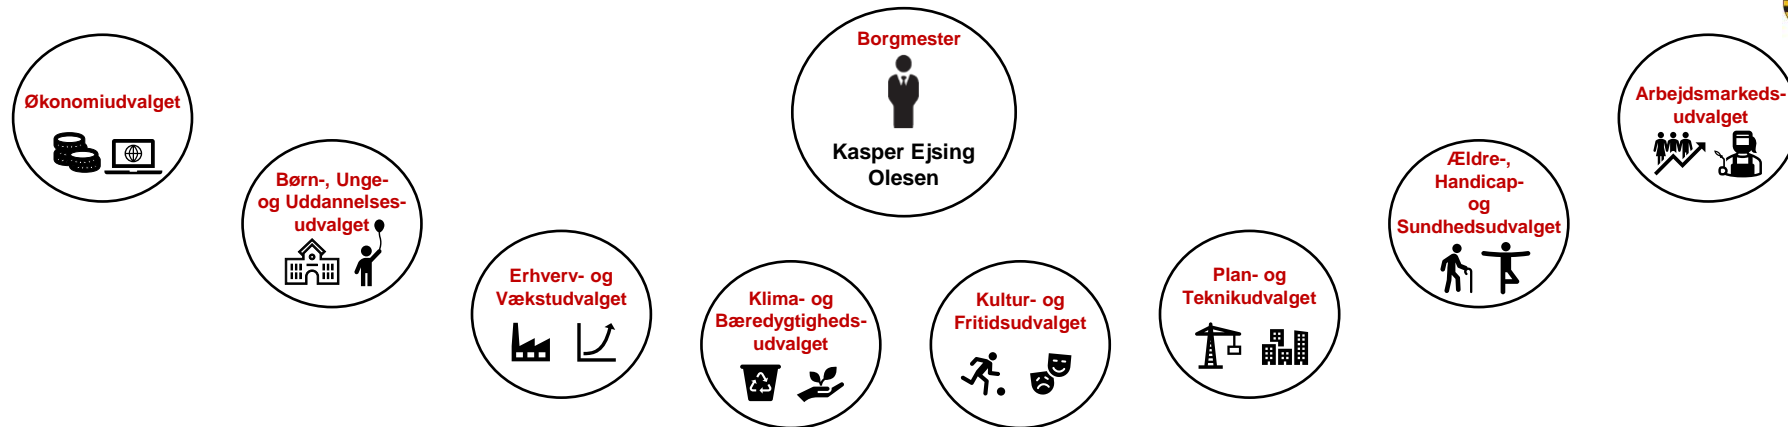 Borgmester
Kasper Ejsing
Olesen
Økonomiudvalget
Børn-, Unge-
og Uddannelses-
udvalget
Erhverv- og
Vækstudvalget
Klima- og
Bæredygtigheds-
udvalget
Kultur- og
Fritidsudvalget
Plan- og
Teknikudvalget
Ældre-,
Handicap-
og
Sundhedsudvalget
Arbejdsmarkeds-
udvalget